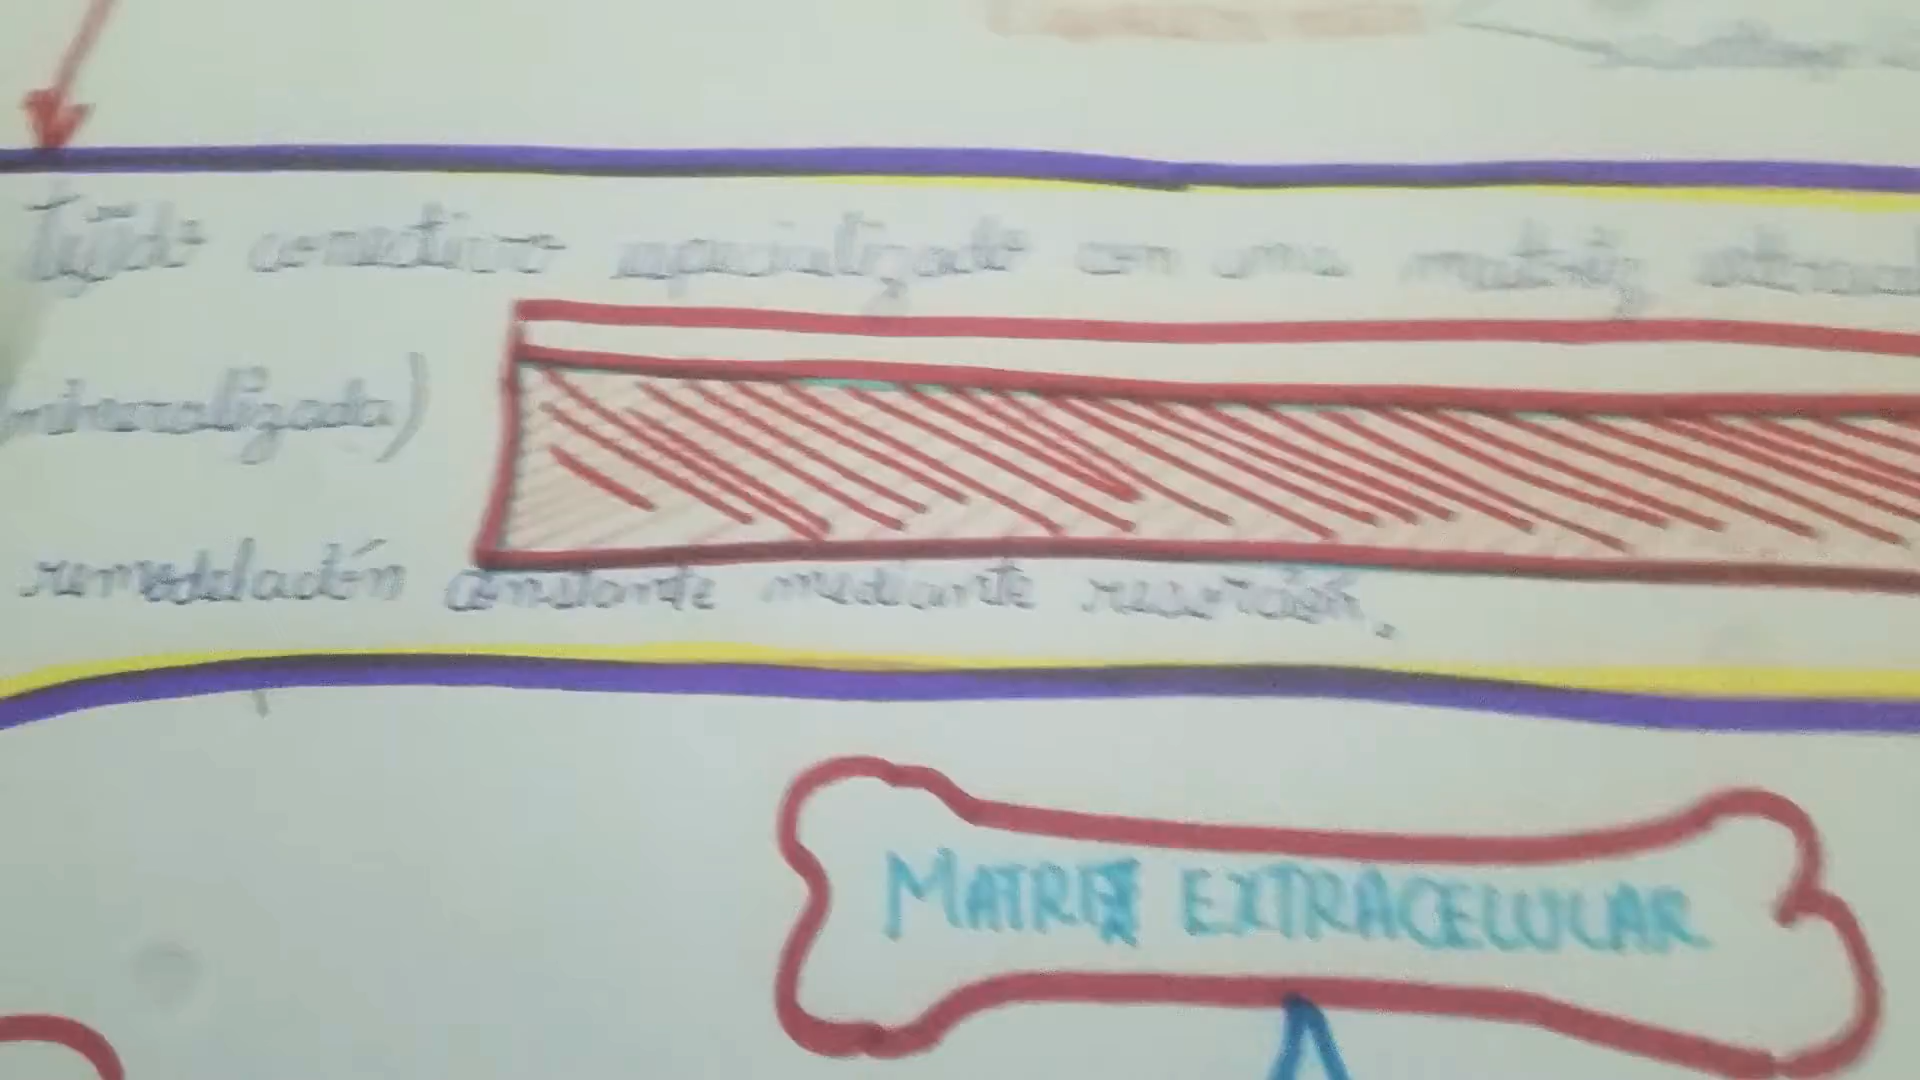 Tejido conectivo especializado con una matriz
mineralizada)
remodelación constante mediante resorción.
MATRIZ EXTRACELULAR